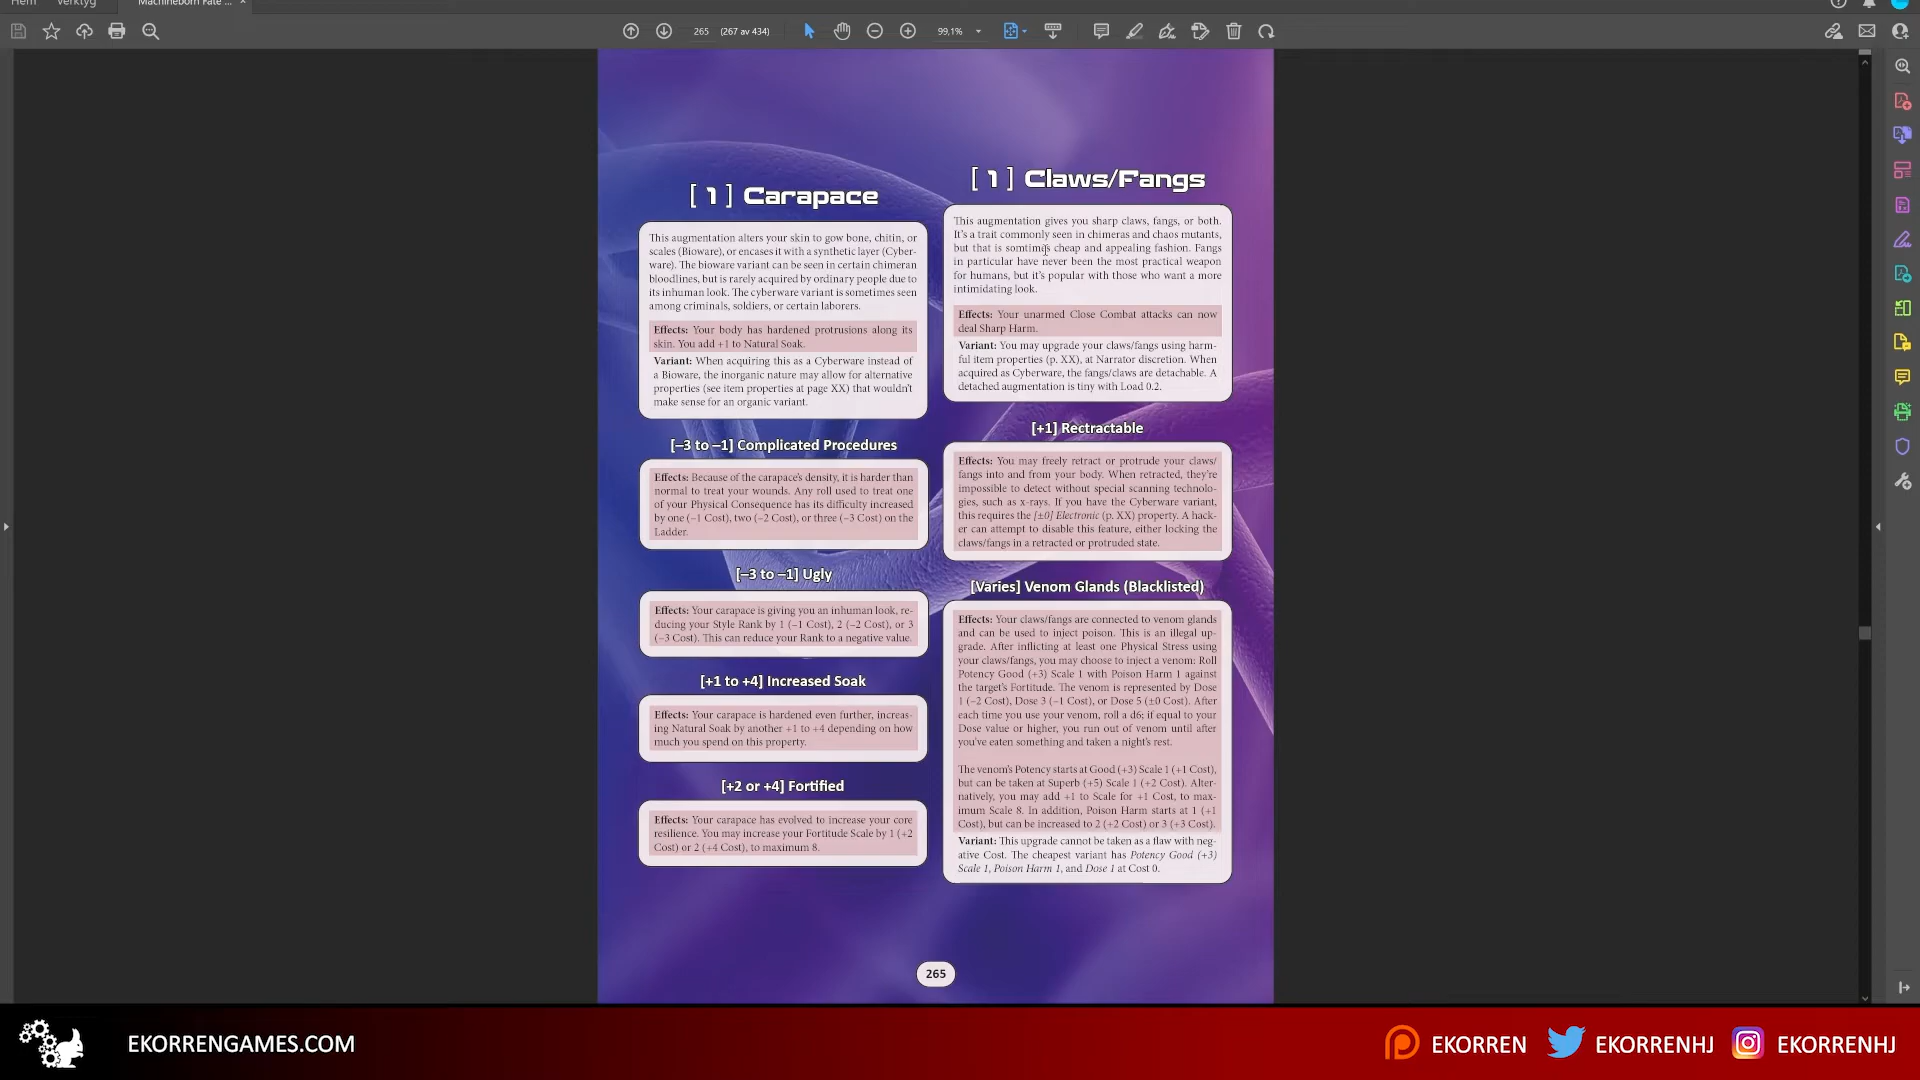 Hem
Verktyg
Machineborn Fate ...
265
(267 av 434)
99,1%
[ 1 ] Carapace
This augmentation alters your skin to gow bone, chitin, or
scales (Bioware), or encases it with a synthetic layer (Cyber-
ware). The bioware variant can be seen in certain chimeran
bloodlines, but is rarely acquired by ordinary people due to
its inhuman look. The cyberware variant is sometimes seen
among criminals, soldiers, or certain laborers.
Effects: Your body has hardened protrusions along its
skin. You add +1 to Natural Soak.
Variant: When acquiring this as a Cyberware instead of
a Bioware, the inorganic nature may allow for alternative
properties (see item properties at page XX) that wouldn't
make sense for an organic variant.
[–3 to –1] Complicated Procedures
Effects: Because of the carapace's density, it is harder than
normal to treat your wounds. Any roll used to treat one
of your Physical Consequence has its difficulty increased
by one (–1 Cost), two (–2 Cost), or three (–3 Cost) on the
Ladder.
[–3 to –1] Ugly
Effects: Your carapace is giving you an inhuman look, re-
ducing your Style Rank by 1 (–1 Cost), 2 (–2 Cost), or 3
(–3 Cost). This can reduce your Rank to a negative value.
[+1 to +4] Increased Soak
Effects: Your carapace is hardened even further, increas-
ing Natural Soak by another +1 to +4 depending on how
much you spend on this property.
[+2 or +4] Fortified
Effects: Your carapace has evolved to increase your core
resilience. You may increase your Fortitude Scale by 1 (+2
Cost) or 2 (+4 Cost), to maximum 8.
[ 1 ] Claws/Fangs
This augmentation gives you sharp claws, fangs, or both.
It's a trait commonly seen in chimeras and chaos mutants,
but that is somtimes cheap and appealing fashion. Fangs
in particular have never been the most practical weapon
for humans, but it's popular with those who want a more
intimidating look.
Effects: Your unarmed Close Combat attacks can now
deal Sharp Harm.
Variant: You may upgrade your claws/fangs using harm-
ful item properties (p. XX), at Narrator discretion. When
acquired as Cyberware, the fangs/claws are detachable. A
detached augmentation is tiny with Load 0.2.
[+1] Rectractable
Effects: You may freely retract or protrude your claws/
fangs into and from your body. When retracted, they're
impossible to detect without special scanning technolo-
gies, such as x-rays. If you have the Cyberware variant,
this requires the [±0] Electronic (p. XX) property. A hack-
er can attempt to disable this feature, either locking the
claws/fangs in a retracted or protruded state.
[Varies] Venom Glands (Blacklisted)
Effects: Your claws/fangs are connected to venom glands
and can be used to inject poison. This is an illegal up-
grade. After inflicting at least one Physical Stress using
your claws/fangs, you may choose to inject a venom: Roll
Potency Good (+3) Scale 1 with Poison Harm 1 against
the target's Fortitude. The venom is represented by Dose
1 (–2 Cost), Dose 3 (–1 Cost), or Dose 5 (±0 Cost). After
each time you use your venom, roll a d6; if equal to your
Dose value or higher, you run out of venom until after
you've eaten something and taken a night's rest.
The venom's Potency starts at Good (+3) Scale 1 (+1 Cost),
but can be taken at Superb (+5) Scale 1 (+2 Cost). Alter-
natively, you may add +1 to Scale for +1 Cost, to max-
imum Scale 8. In addition, Poison Harm starts at 1 (+1
Cost), but can be increased to 2 (+2 Cost) or 3 (+3 Cost).
Variant: This upgrade cannot be taken as a flaw with neg-
ative Cost. The cheapest variant has Potency Good (+3)
Scale 1, Poison Harm 1, and Dose 1 at Cost 0.
265
EKORRENGAMES.COM
EKORREN
EKORRENHJ
EKORRENHJ